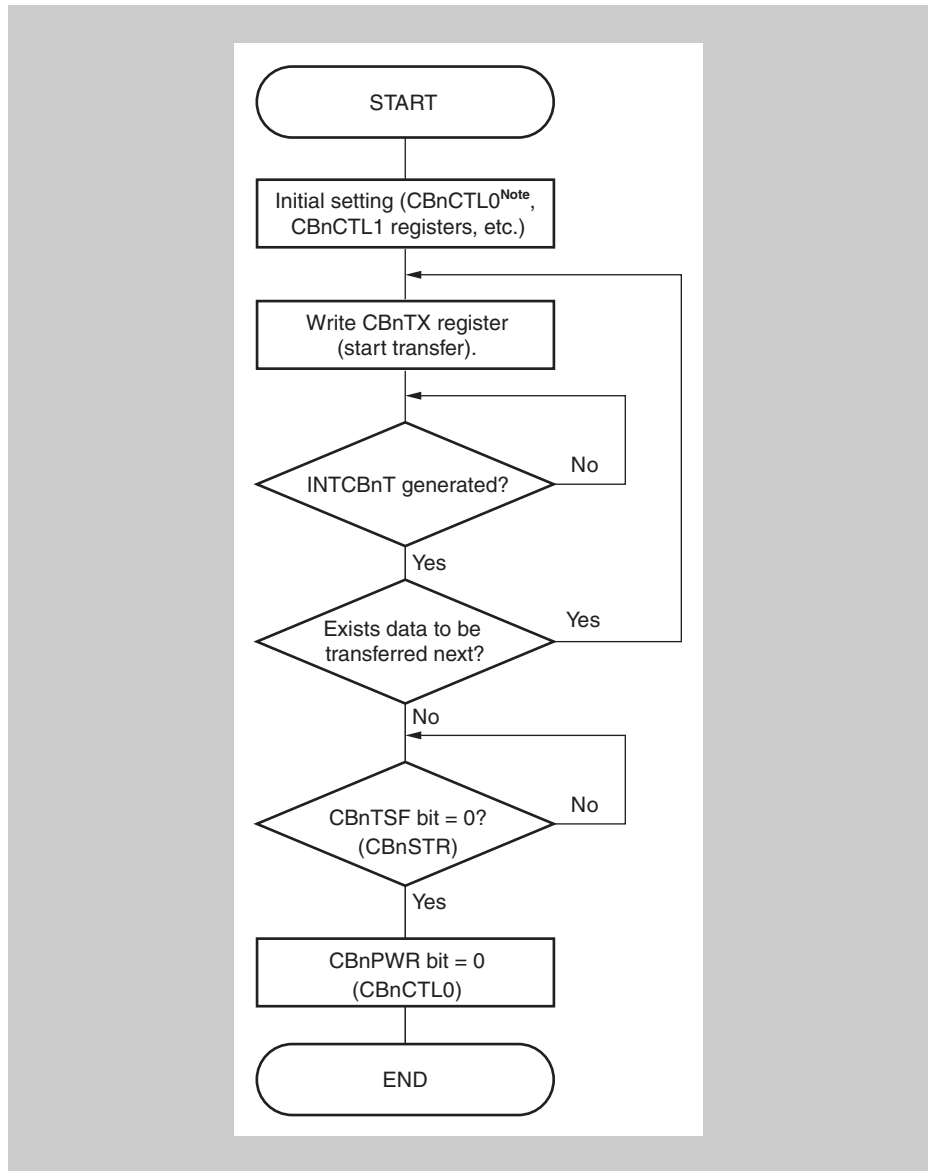 START
Initial setting (CBnCTL0Note,
CBnCTL1 registers, etc.)
Write CBnTX register
(start transfer).
INTCBnT generated?
No
Yes
Exists data to be
transferred next?
Yes
No
CBnTSF bit = 0?
(CBnSTR)
No
Yes
CBnPWR bit = 0
(CBnCTL0)
END